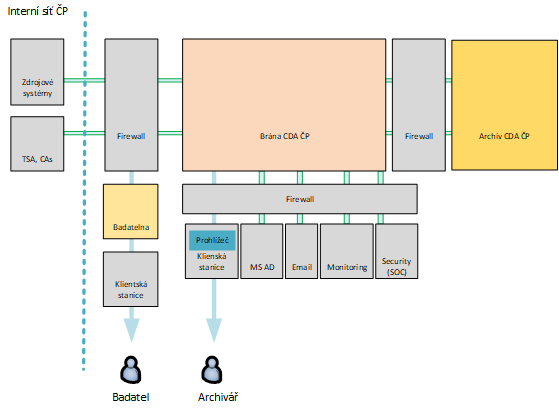 Interní síť ČP
Zdrojové
systémy
TSA, CAs
Firewall
Brána CDA ČP
Firewall
Archiv CDA ČP
Firewall
Badatelna
Klientská
stanice
Prohlížeč
Klienská
stanice
MS AD
Email
Monitoring
Security
(SOC)
Badatel
Archivář